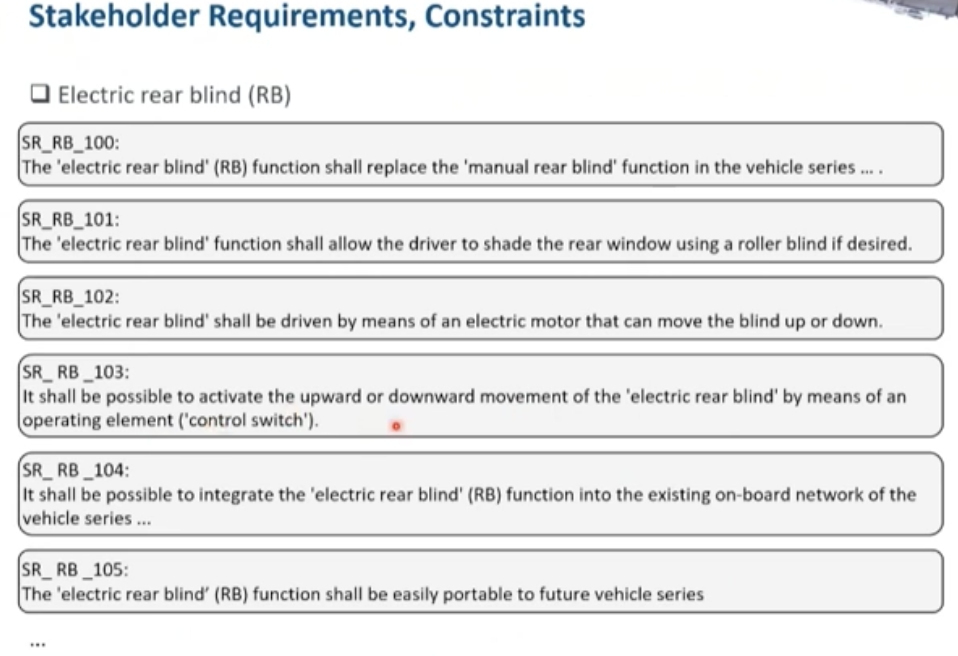 Stakeholder Requirements, Constraints
Electric rear blind (RB)
SR_RB_100:
The 'electric rear blind' (RB) function shall replace the 'manual rear blind' function in the vehicle series ... .
SR_RB_101:
The 'electric rear blind' function shall allow the driver to shade the rear window using a roller blind if desired.
SR_RB_102:
The 'electric rear blind' shall be driven by means of an electric motor that can move the blind up or down.
SR_ RB _103:
It shall be possible to activate the upward or downward movement of the 'electric rear blind' by means of an
operating element ('control switch').
SR_ RB _104:
It shall be possible to integrate the 'electric rear blind' (RB) function into the existing on-board network of the
vehicle series ...
SR_ RB _105:
The 'electric rear blind' (RB) function shall be easily portable to future vehicle series
...